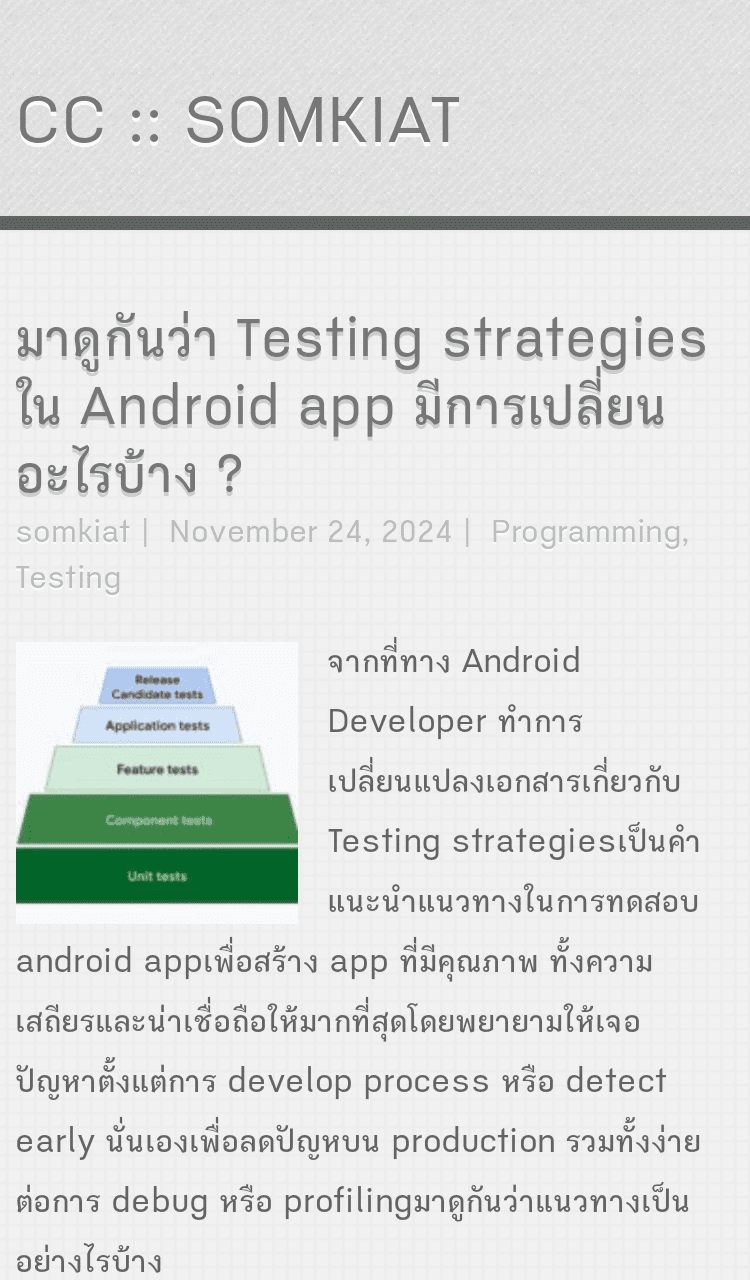 CC :: SOMKIAT
มาดูกันว่า Testing strategies
ใน Android app มีการเปลี่ยน
อะไรบ้าง ?
somkiat | November 24, 2024 | Programming,
Testing
Release
Candidate tests
Application tests
Feature tests
Component tests
Unit tests
จากที่ทาง Android
Developer ทำการ
เปลี่ยนแปลงเอกสารเกี่ยวกับ
Testing strategiesเป็นคำ
แนะนำแนวทางในการทดสอบ
android appเพื่อสร้าง app ที่มีคุณภาพ ทั้งความ
เสถียรและน่าเชื่อถือให้มากที่สุดโดยพยายามให้เจอ
ปัญหาตั้งแต่การ develop process หรือ detect
early นั่นเองเพื่อลดปัญหบน production รวมทั้งง่าย
ต่อการ debug หรือ profilingมาดูกันว่าแนวทางเป็น
อย่างไรบ้าง